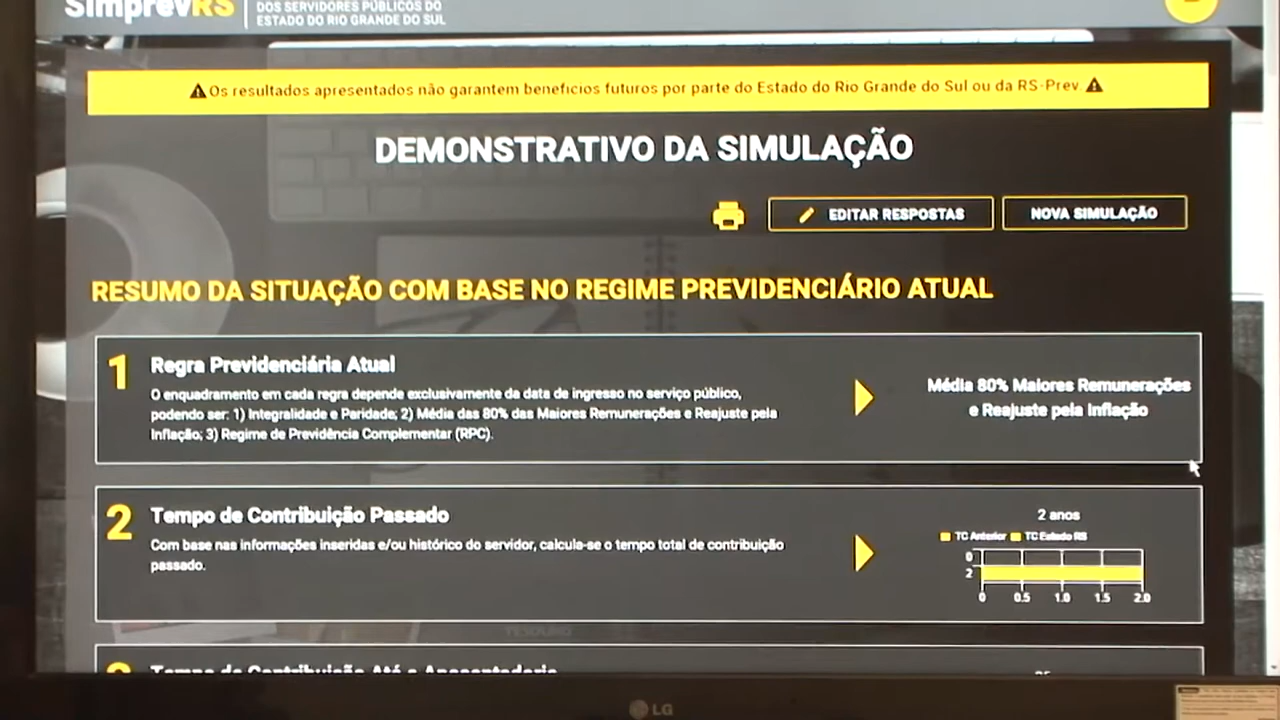 SimprevRS
DOS SERVIDORES PÚBLICOS DO
ESTADO DO RIO GRANDE DO SUL
Os resultados apresentados não garantem benefícios futuros por parte do Estado do Rio Grande do Sul ou da RS-Prev.
DEMONSTRATIVO DA SIMULAÇÃO
EDITAR RESPOSTAS
NOVA SIMULAÇÃO
RESUMO DA SITUAÇÃO COM BASE NO REGIME PREVIDENCIÁRIO ATUAL
1
Regra Previdenciária Atual
O enquadramento em cada regra depende exclusivamente da data de ingresso no serviço público,
podendo ser: 1) Integralidade e Paridade; 2) Média das 80% das Maiores Remunerações e Reajuste pela
Inflação; 3) Regime de Previdência Complementar (RPC).
Média 80% Maiores Remunerações
e Reajuste pela Inflação
2
Tempo de Contribuição Passado
Com base nas informações inseridas e/ou histórico do servidor, calcula-se o tempo total de contribuição
passado.
2 anos
TC Anterior TC Estado RS
0
2
0 0.5 1.0 1.5 2.0
TESOURO
Tempo de Contribuição Até a Aposentadoria
LG